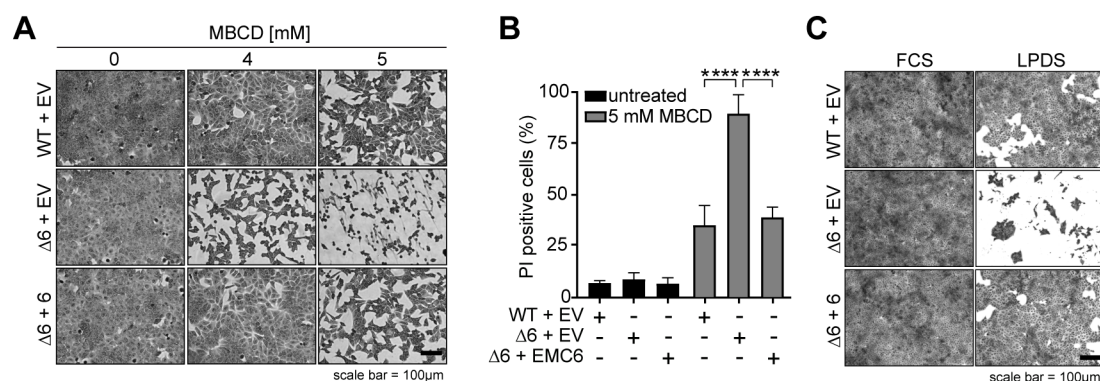 A
MBCD [mM]
0 4 5
WT + EV
Δ6 + EV
Δ6 + 6
scale bar = 100µm
B
**** ****
PI positive cells (%)
100
75
50
25
0
untreated
5 mM MBCD
WT + EV + - - + - -
Δ6 + EV - + - - + -
Δ6 + EMC6 - - + - - +
C
FCS LPDS
WT + EV
Δ6 + EV
Δ6 + 6
scale bar = 100µm